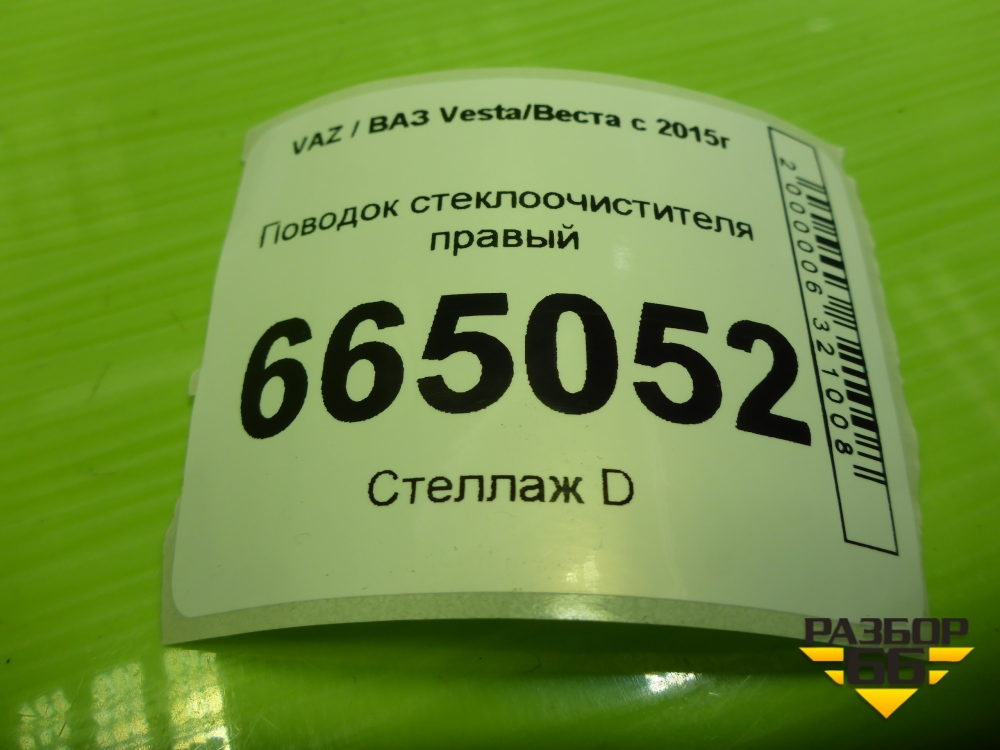 VAZ / ВАЗ Vesta/Веста с 2015г
Поводок стеклоочистителя
правый
665052
Стеллаж D
2000006321008
РАЗБОР
66